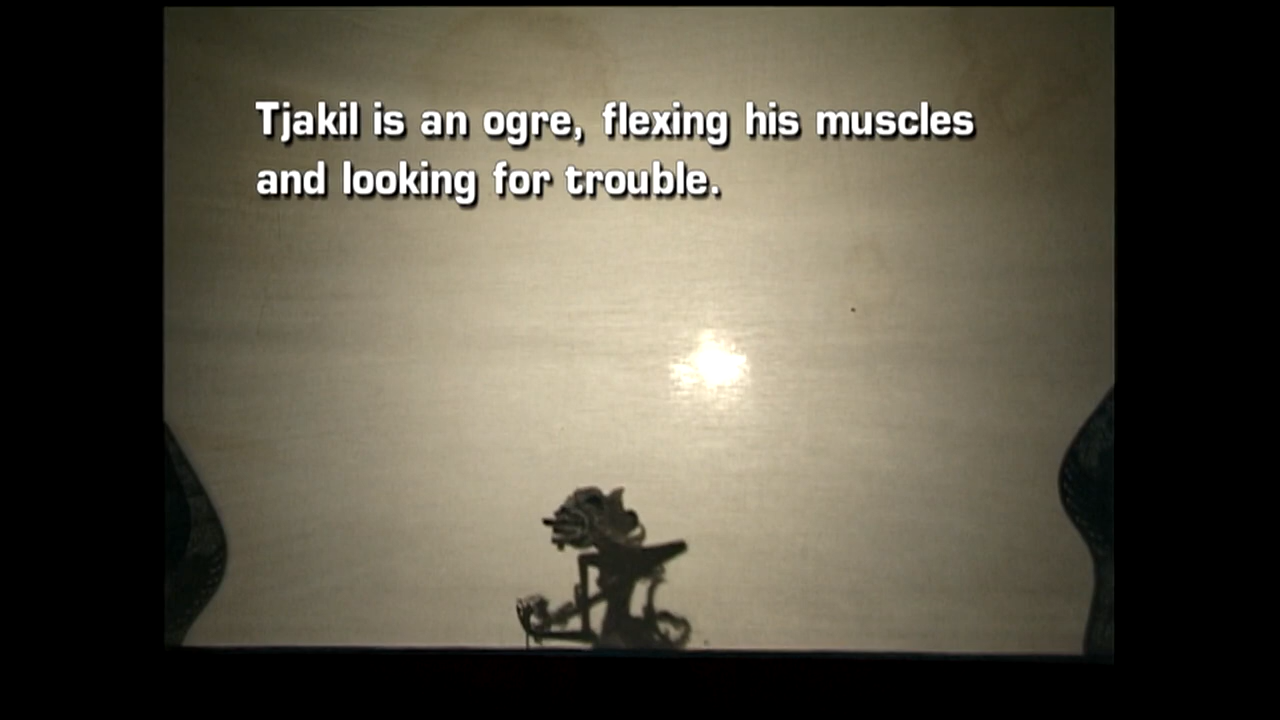 Tjakil is an ogre, flexing his muscles
and looking for trouble.